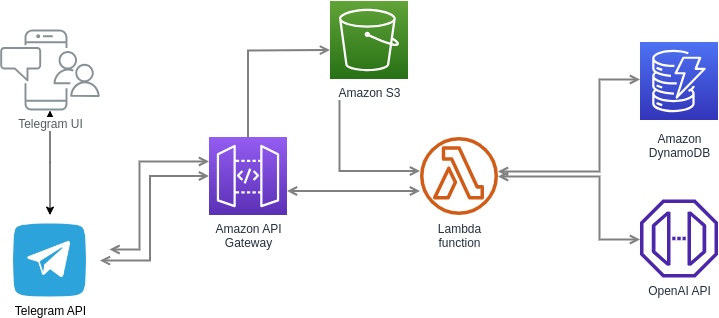 Amazon S3
Telegram UI
Amazon
DynamoDB
Amazon API
Gateway
Lambda
function
OpenAI API
Telegram API